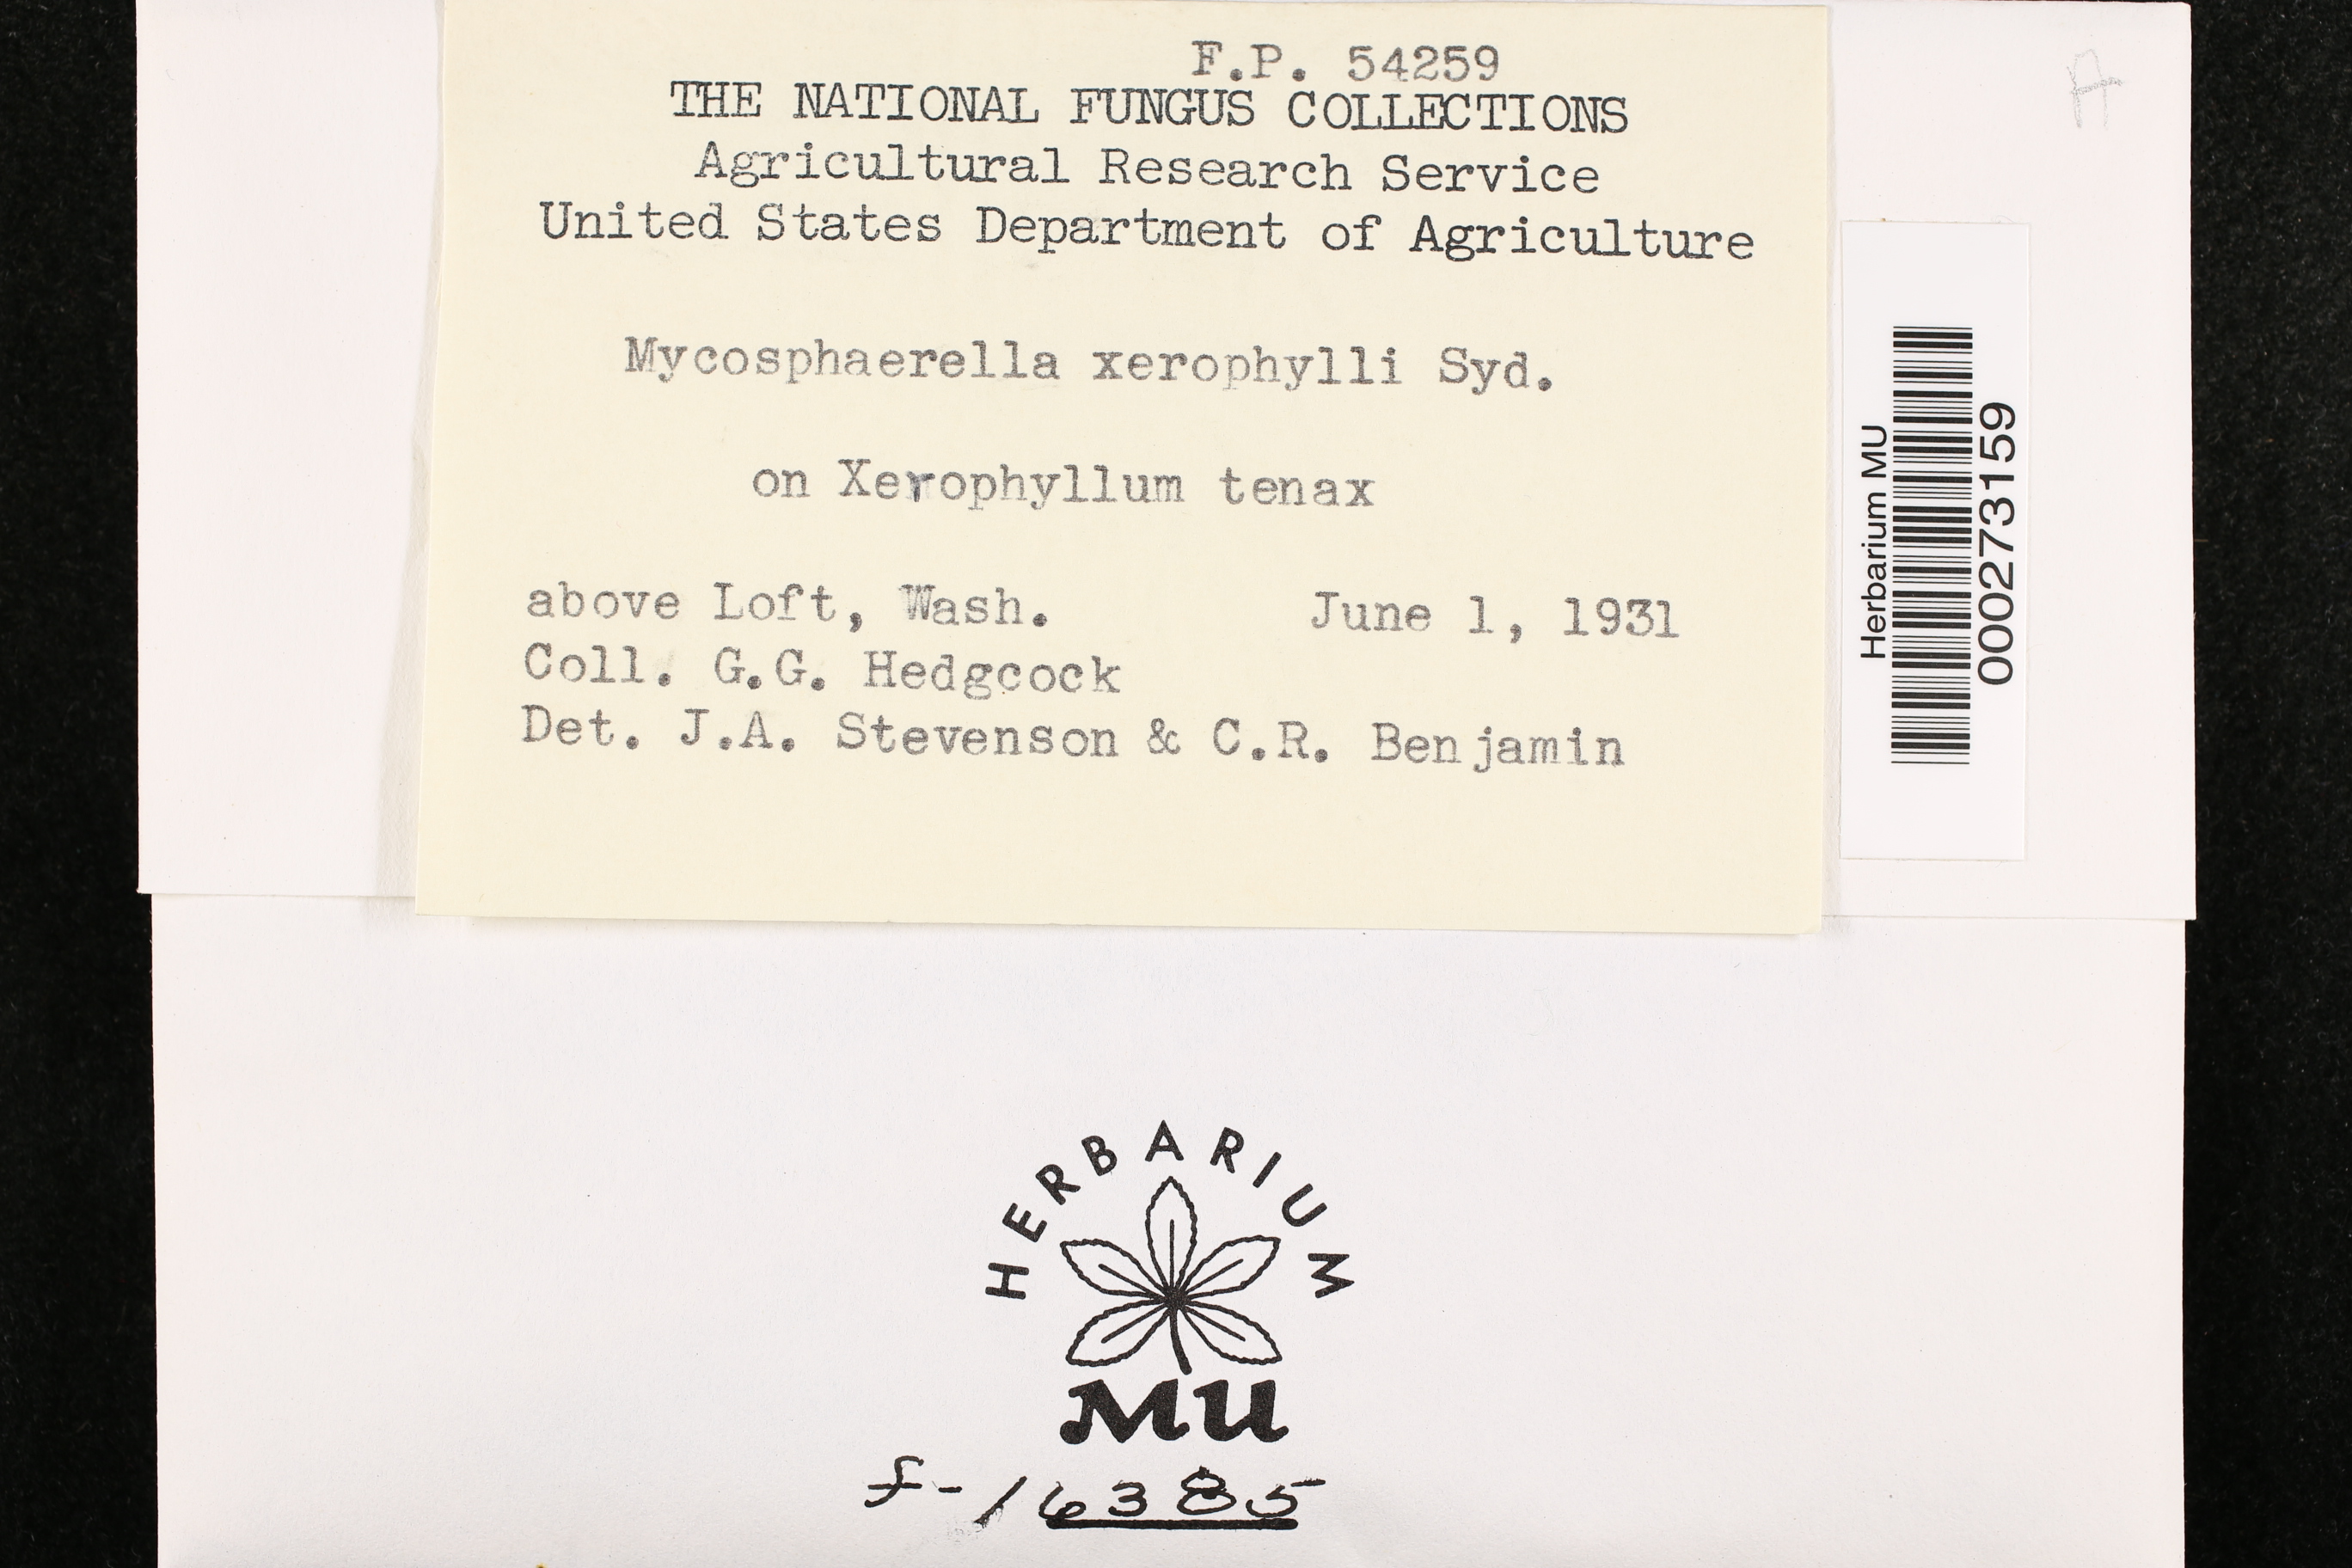 F.P. 54259
THE NATIONAL FUNGUS COLLECTIONS
Agricultural Research Service
United States Department of Agriculture
Mycosphaerella xerophylli Syd.
on Xerophyllum tenax
above Loft, Wash. June 1, 1931
Coll. G.G. Hedgcock
Det. J.A. Stevenson & C.R. Benjamin
A
Herbarium MU
000273159
HERBARIUM
MU
f-16385